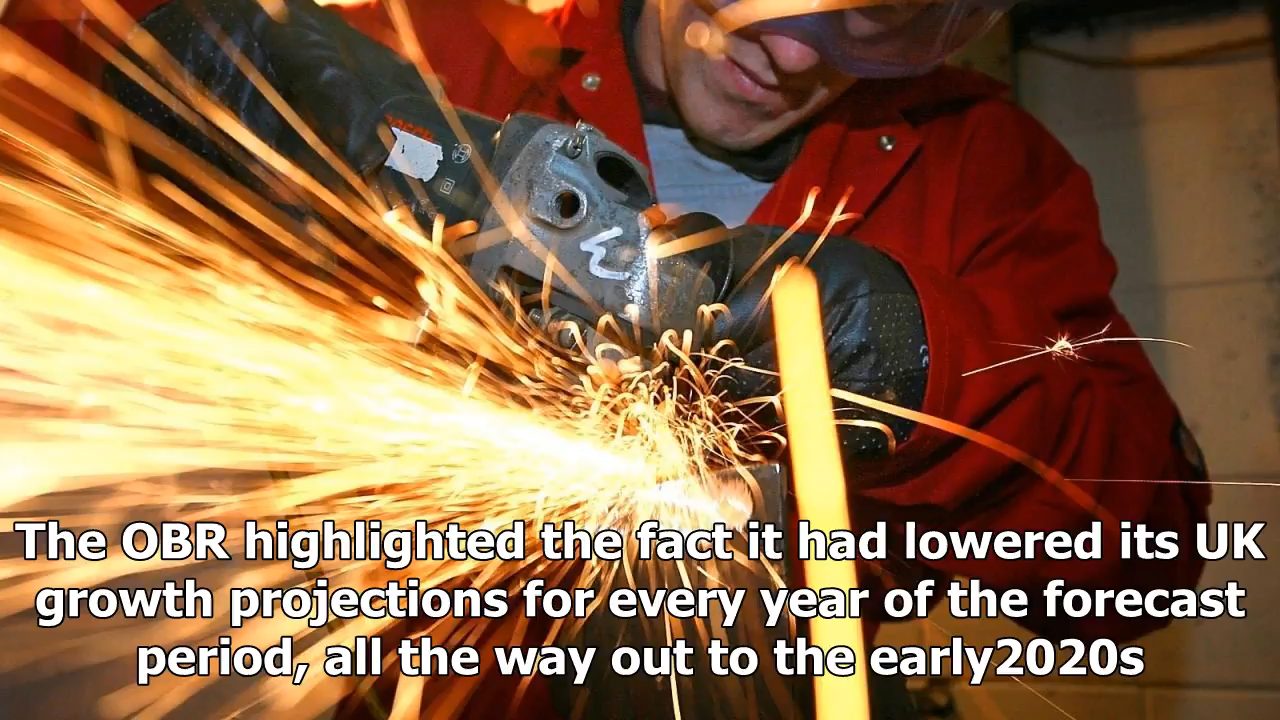 The OBR highlighted the fact it had lowered its UK
growth projections for every year of the forecast
period, all the way out to the early2020s